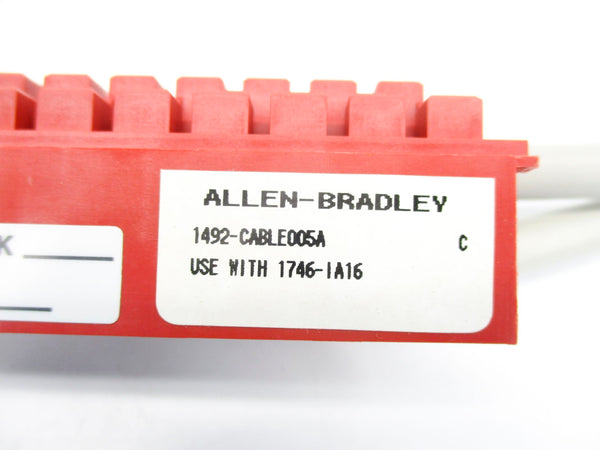 ALLEN-BRADLEY
1492-CABLE005A C
USE WITH 1746-IA16
K